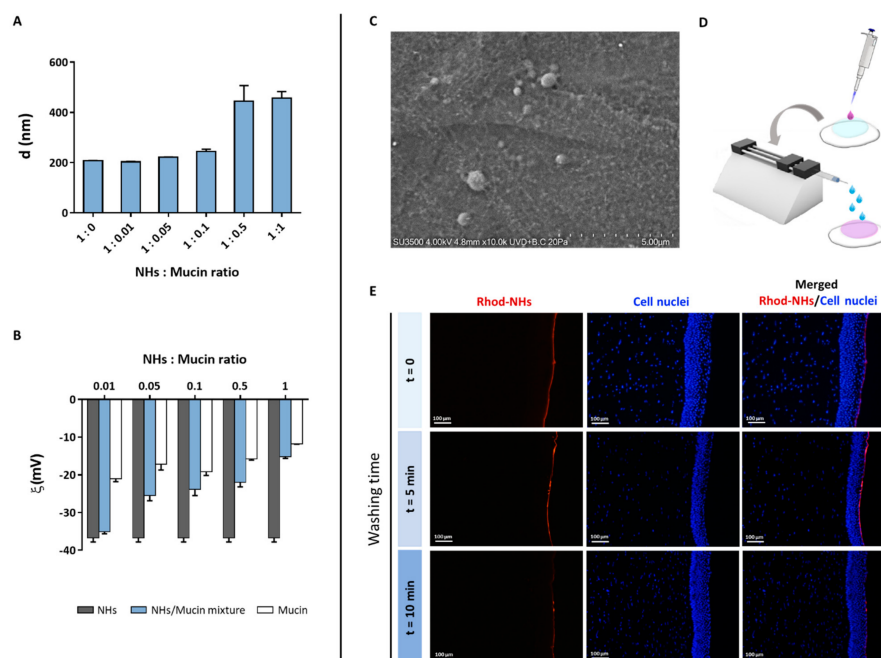 A
d (nm)
600
400
200
0
1 : 0
1 : 0.01
1 : 0.05
1 : 0.1
1 : 0.5
1 : 1
NHs : Mucin ratio
B
NHs : Mucin ratio
0.01 0.05 0.1 0.5 1
ξ(mV)
0
-10
-20
-30
-40
NHs NHs/Mucin mixture Mucin
C
SU3500 4.00kV 4.8mm x10.0k UVD+B.C 20Pa 5.00μm
D
E
Rhod-NHs Cell nuclei Merged
Rhod-NHs/Cell nuclei
Washing time
t = 0
100 μm 100 μm 100 μm
t = 5 min
100 μm 100 μm 100 μm
t = 10 min
100 μm 100 μm 100 μm